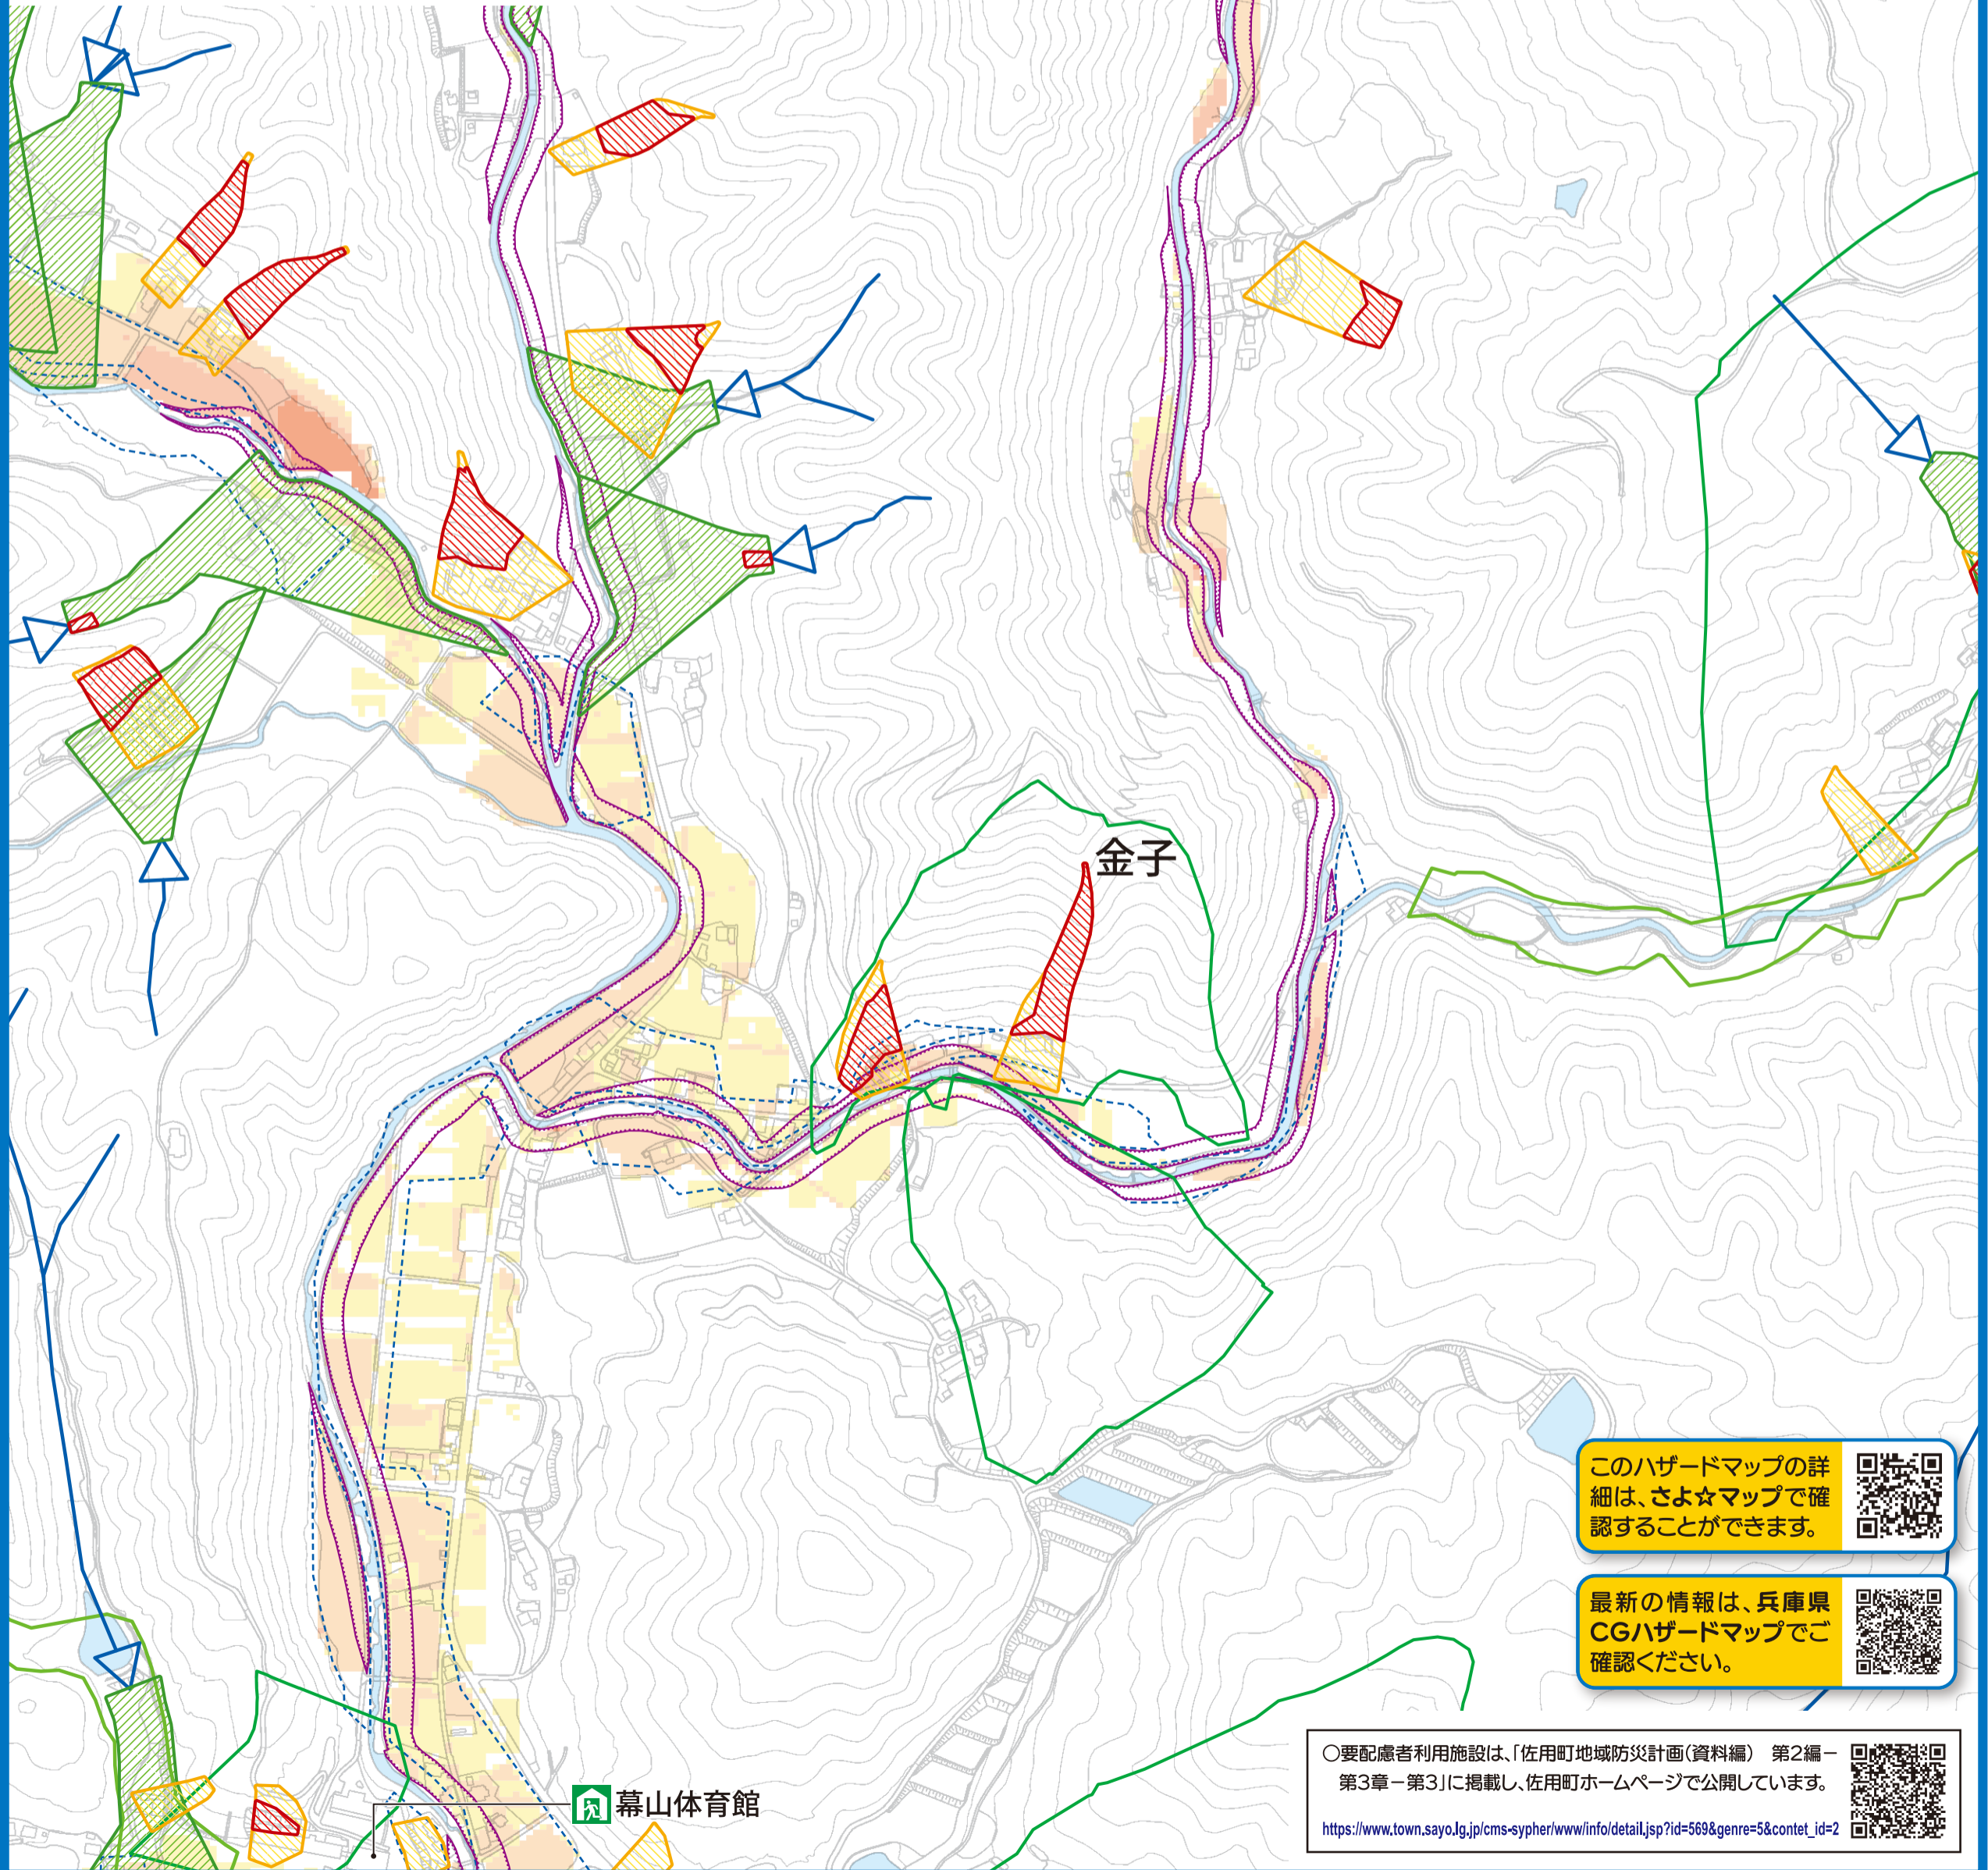 金子
このハザードマップの詳
細は、さよ☆マップで確
認することができます。
最新の情報は、兵庫県
CGハザードマップでご
確認ください。
○要配慮者利用施設は、「佐用町地域防災計画(資料編)　第2編－
第3章－第3」に掲載し、佐用町ホームページで公開しています。
https://www.town.sayo.lg.jp/cms-sypher/www/info/detail.jsp?id=569&genre=5&contet_id=2
幕山体育館